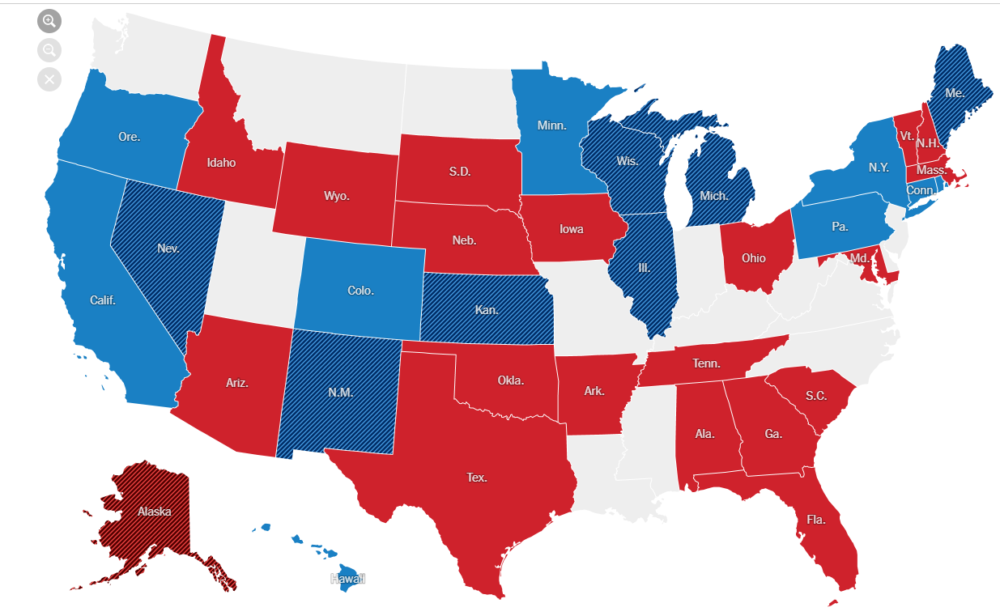 Me.
Ore.
Minn.
Vt.
N.H.
Idaho
Wis.
N.Y.
Mass.
S.D.
Wyo.
Mich.
Conn.
Iowa
Pa.
Neb.
Nev.
Ohio
Md.
Ill.
Colo.
Calif.
Kan.
Tenn.
Ariz.
Okla.
Ark.
N.M.
S.C.
Ala.
Ga.
Tex.
Alaska
Fla.
Hawaii